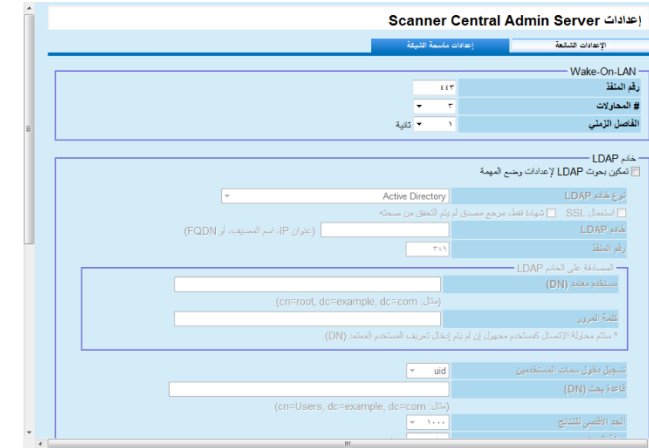 إعدادات Scanner Central Admin Server
الإعدادات الشائعة
إعدادات ماسحة الشبكة
Wake-On-LAN
رقم المنفذ
٤٤٣
# المحاولات
٣
الفاصل الزمني
١ ثانية
خادم LDAP
تمكين بحوث LDAP لإعدادات وضع المهمة
نوع خادم LDAP
Active Directory
استعمال SSL شهادة فقط، مرجع مصدق لم يتم التحقق من صحته
خادم LDAP
(عنوان IP، اسم المضيف، أو FQDN)
رقم المنفذ
٣٨٩
المصادقة على الخادم LDAP
مستخدم معتمد (DN)
(مثل: cn=root, dc=example, dc=com)
كلمة المرور
* ستتم محاولة الاتصال كمستخدم مجهول إن لم يتم إدخال تعريف المستخدم المعتمد (DN).
تسجيل دخول سمات المستخدمين
uid
قاعدة بحث (DN)
(مثل: cn=Users, dc=example, dc=com)
الحد الأقصى للنتائج
١٠٠٠